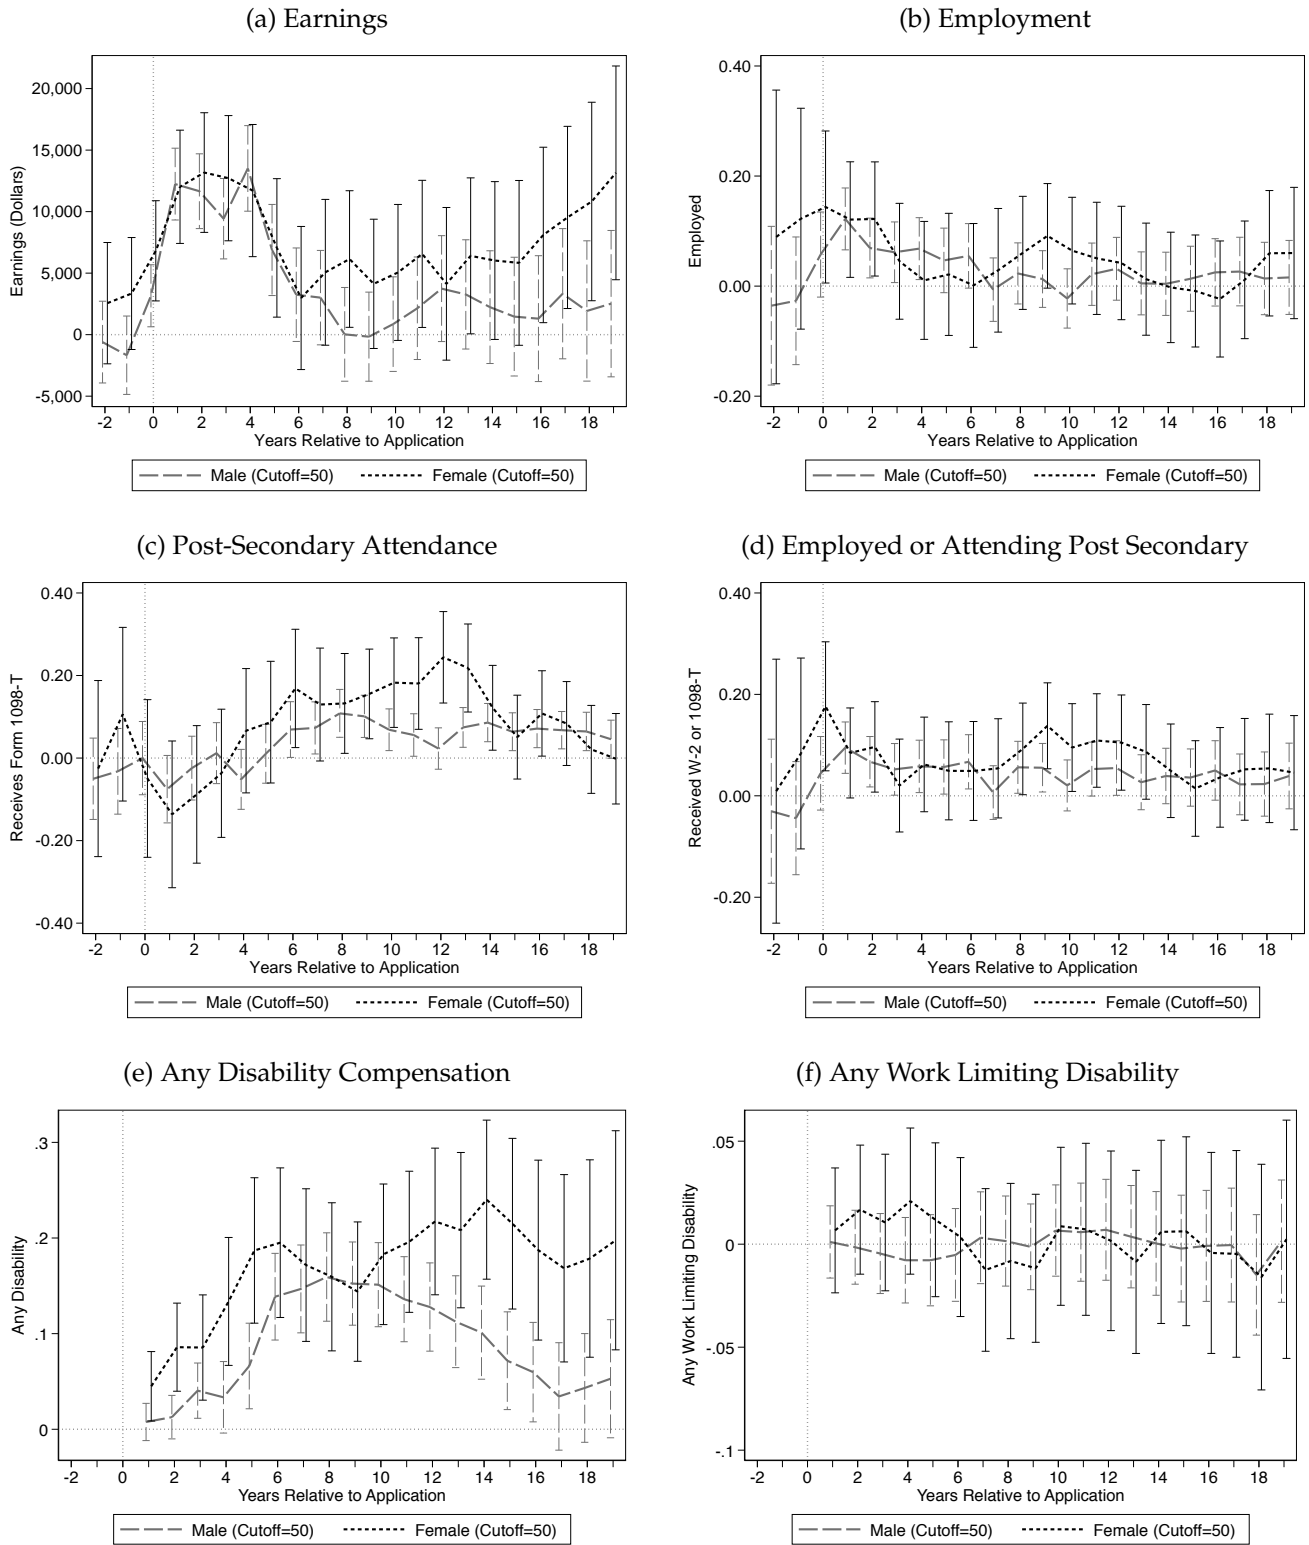 (a) Earnings
20,000
15,000
10,000
5,000
0
-5,000
Earnings (Dollars)
-2 0 2 4 6 8 10 12 14 16 18
Years Relative to Application
Male (Cutoff=50) Female (Cutoff=50)
(b) Employment
0.40
0.20
0.00
-0.20
Employed
-2 0 2 4 6 8 10 12 14 16 18
Years Relative to Application
Male (Cutoff=50) Female (Cutoff=50)
(c) Post-Secondary Attendance
0.40
0.20
0.00
-0.20
-0.40
Receives Form 1098-T
-2 0 2 4 6 8 10 12 14 16 18
Years Relative to Application
Male (Cutoff=50) Female (Cutoff=50)
(d) Employed or Attending Post Secondary
0.40
0.20
0.00
-0.20
Received W-2 or 1098-T
-2 0 2 4 6 8 10 12 14 16 18
Years Relative to Application
Male (Cutoff=50) Female (Cutoff=50)
(e) Any Disability Compensation
.3
.2
.1
0
Any Disability
-2 0 2 4 6 8 10 12 14 16 18
Years Relative to Application
Male (Cutoff=50) Female (Cutoff=50)
(f) Any Work Limiting Disability
.05
0
-.05
-.1
Any Work Limiting Disability
-2 0 2 4 6 8 10 12 14 16 18
Years Relative to Application
Male (Cutoff=50) Female (Cutoff=50)